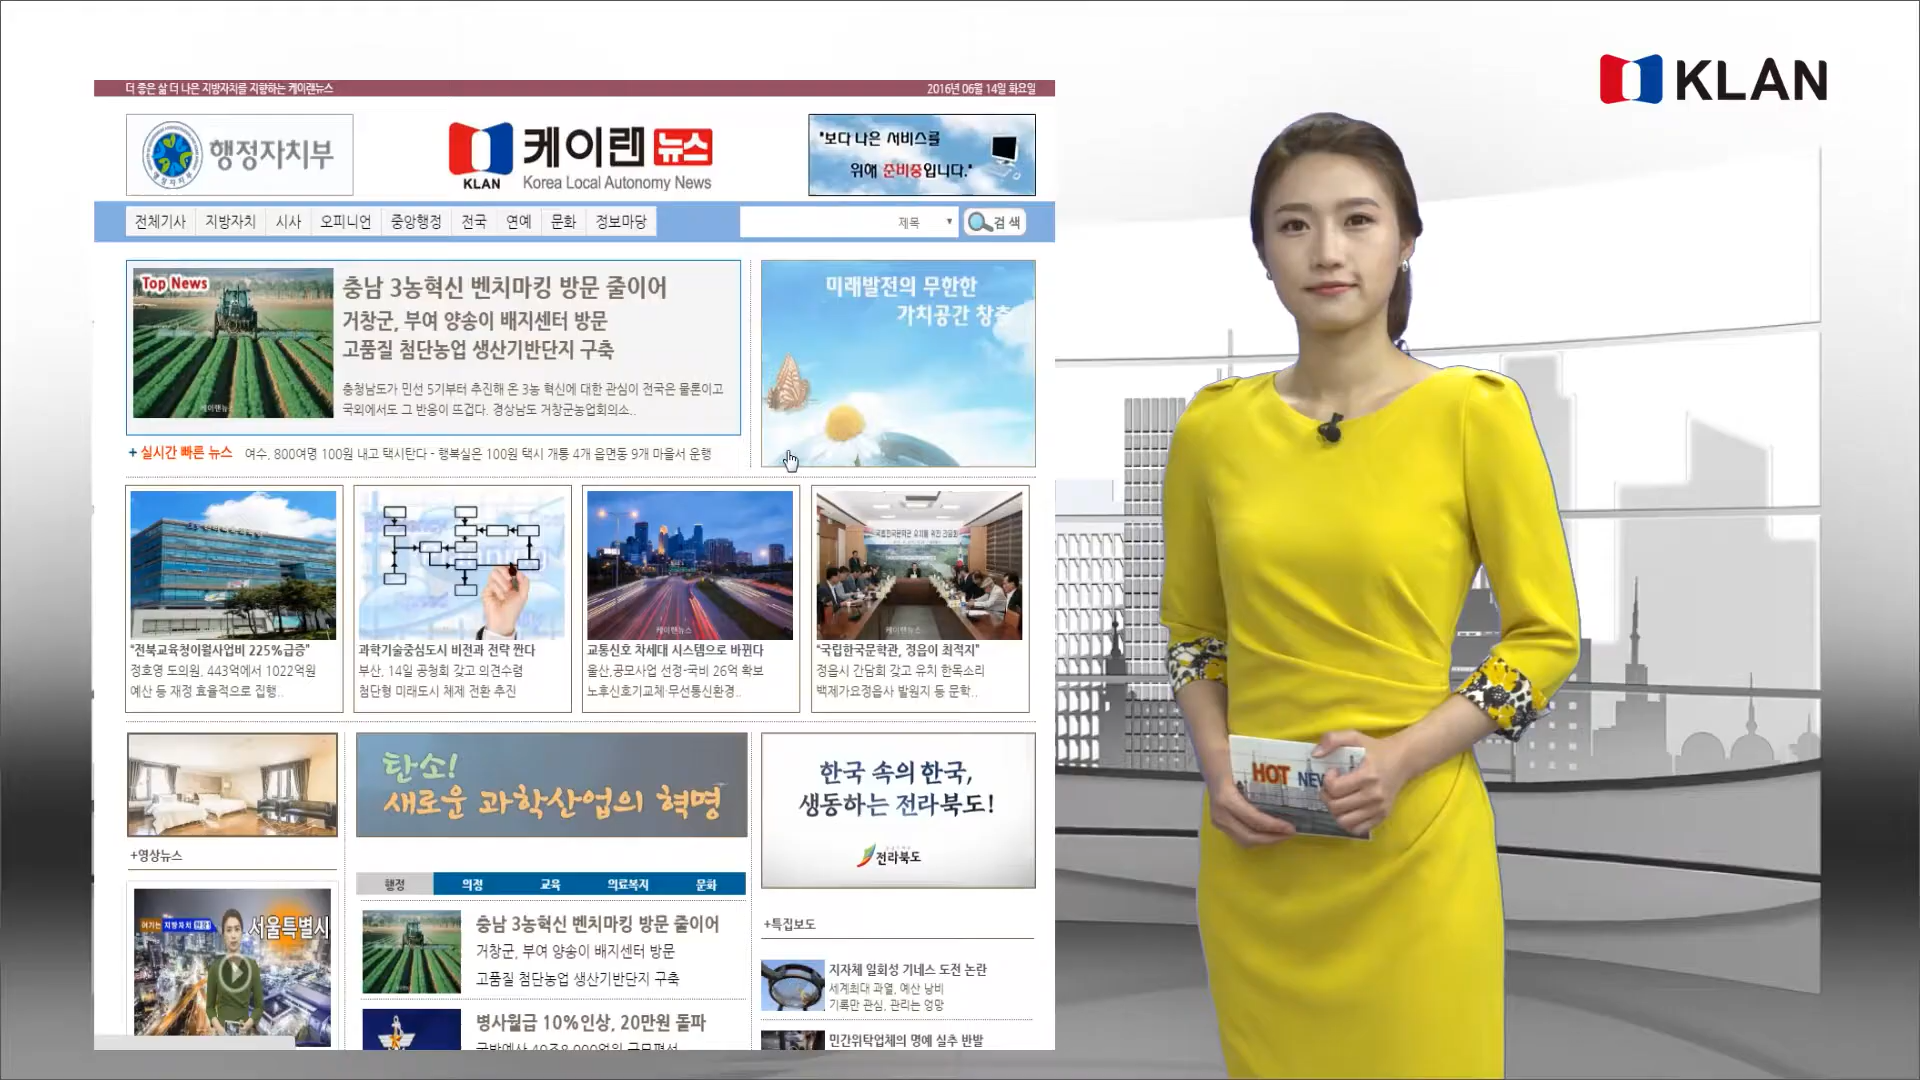 더 좋은 삶 더 나은 지방자치를 지향하는 케이랜뉴스
2016년 06월 14일 화요일
KLAN
행정자치부
케이랜 뉴스
KLAN
Korea Local Autonomy News
"보다 나은 서비스를
위해 준비중입니다."
전체기사 지방자치 시사 오피니언 중앙행정 전국 연예 문화 정보마당
제목
검색
Top News
충남 3농혁신 벤치마킹 방문 줄이어
거창군, 부여 양송이 배지센터 방문
고품질 첨단농업 생산기반단지 구축
충청남도가 민선 5기부터 추진해 온 3농 혁신에 대한 관심이 전국은 물론이고
국외에서도 그 반응이 뜨겁다. 경상남도 거창군농업회의소..
케이랜뉴스
미래발전의 무한한
가치공간 창출
+ 실시간 빠른 뉴스 여수, 800여명 100원 내고 택시탄다 - 행복실은 100원 택시 개통 4개 읍면동 9개 마을서 운행
"전북교육청이월사업비 225%급증"
정호영 도의원, 443억에서 1022억원
예산 등 재정 효율적으로 집행..
과학기술중심도시 비전과 전략 짠다
부산, 14일 공청회 갖고 의견수렴
첨단형 미래도시 체제 전환 추진
케이랜뉴스
교통신호 차세대 시스템으로 바뀐다
울산,공모사업 선정·국비 26억 확보
노후신호기교체·무선통신환경..
케이랜뉴스
"국립한국문학관, 정읍이 최적지"
정읍시 간담회 갖고 유치 한목소리
백제가요정읍사 발원지 등 문학..
탄소!
새로운 과학산업의 혁명
한국 속의 한국,
생동하는 전라북도!
전라북도
+영상뉴스
여기는 지방자치 현장!
서울특별시
행정 의정 교육 의료복지 문화
충남 3농혁신 벤치마킹 방문 줄이어
거창군, 부여 양송이 배지센터 방문
고품질 첨단농업 생산기반단지 구축
병사월급 10%인상, 20만원 돌파
+특집보도
지자체 일회성 기네스 도전 논란
세계최대 과열, 예산 낭비
기록만 관심, 관리는 엉망
민간위탁업체의 명예 실추 반발
HOT NEW